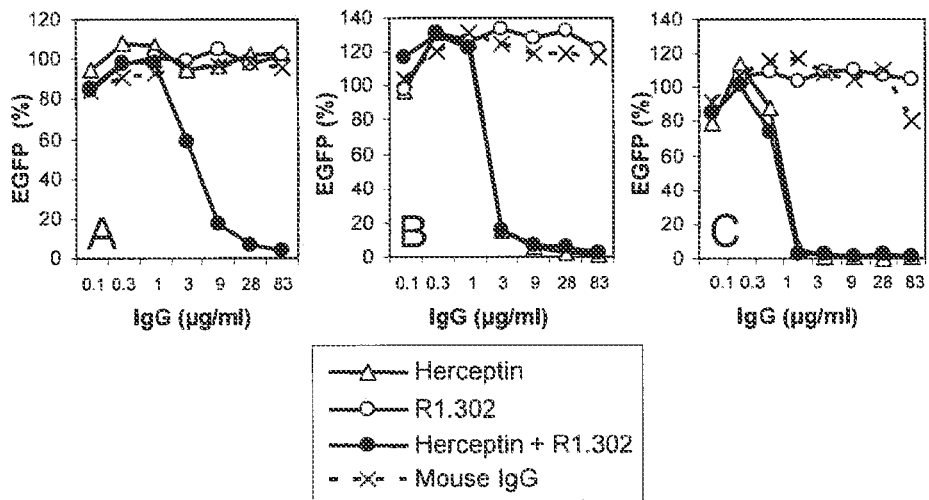 120
100
80
60
40
20
0
EGFP (%)
A
0.1 0.3 1 3 9 28 83
IgG (µg/ml)
140
120
100
80
60
40
20
0
EGFP (%)
B
0.1 0.3 1 3 9 28 83
IgG (µg/ml)
140
120
100
80
60
40
20
0
EGFP (%)
C
0.1 0.3 1 3 9 28 83
IgG (µg/ml)
Herceptin
R1.302
Herceptin + R1.302
Mouse IgG